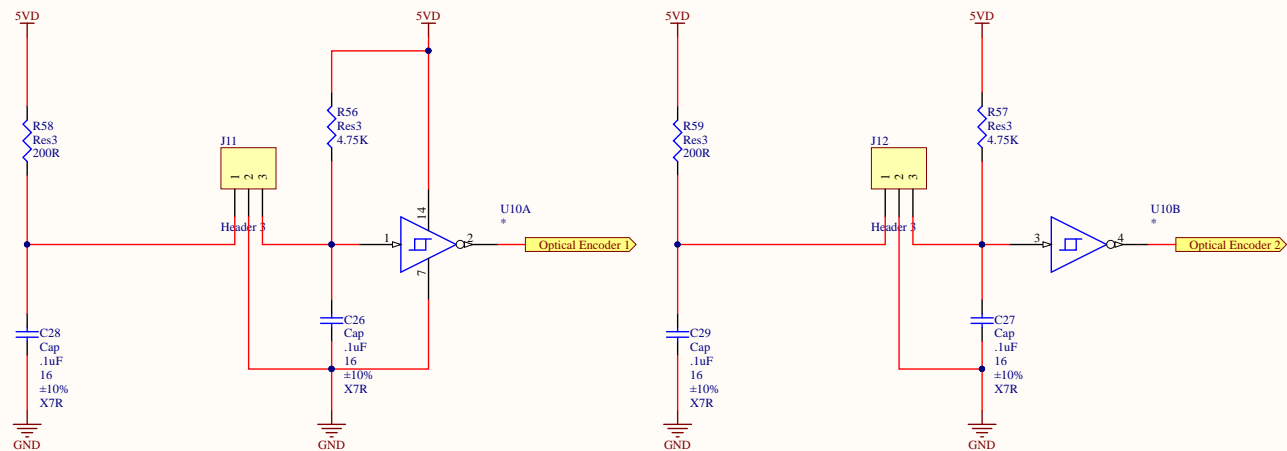 5VD
5VD
5VD
5VD
R58
Res3
200R
R56
Res3
4.75K
R59
Res3
200R
R57
Res3
4.75K
J11
1
2
3
Header 3
J12
1
2
3
Header 3
14
1
2
7
U10A
*
Optical Encoder 1
3
4
U10B
*
Optical Encoder 2
C28
Cap
.1uF
16
±10%
X7R
C26
Cap
.1uF
16
±10%
X7R
C29
Cap
.1uF
16
±10%
X7R
C27
Cap
.1uF
16
±10%
X7R
GND
GND
GND
GND